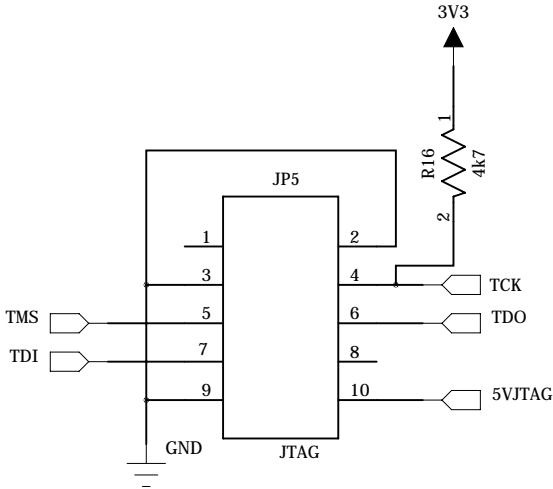 3V3
1
R16
4k7
2
JP5
1 2
3 4
TCK
TMS
5 6
TDO
TDI
7 8
9 10
5VJTAG
GND
JTAG